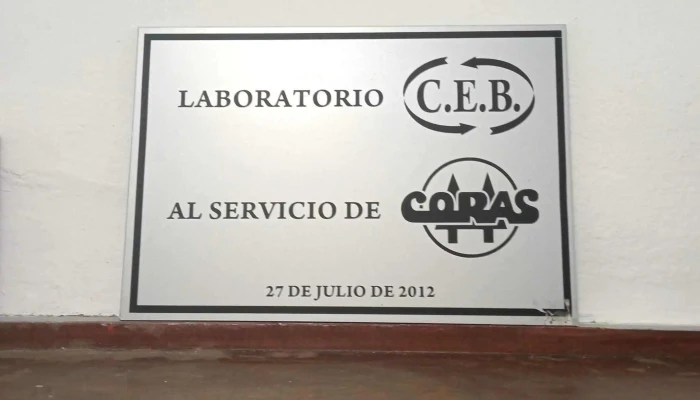 LABORATORIO C.E.B.
AL SERVICIO DE CORAS
27 DE JULIO DE 2012